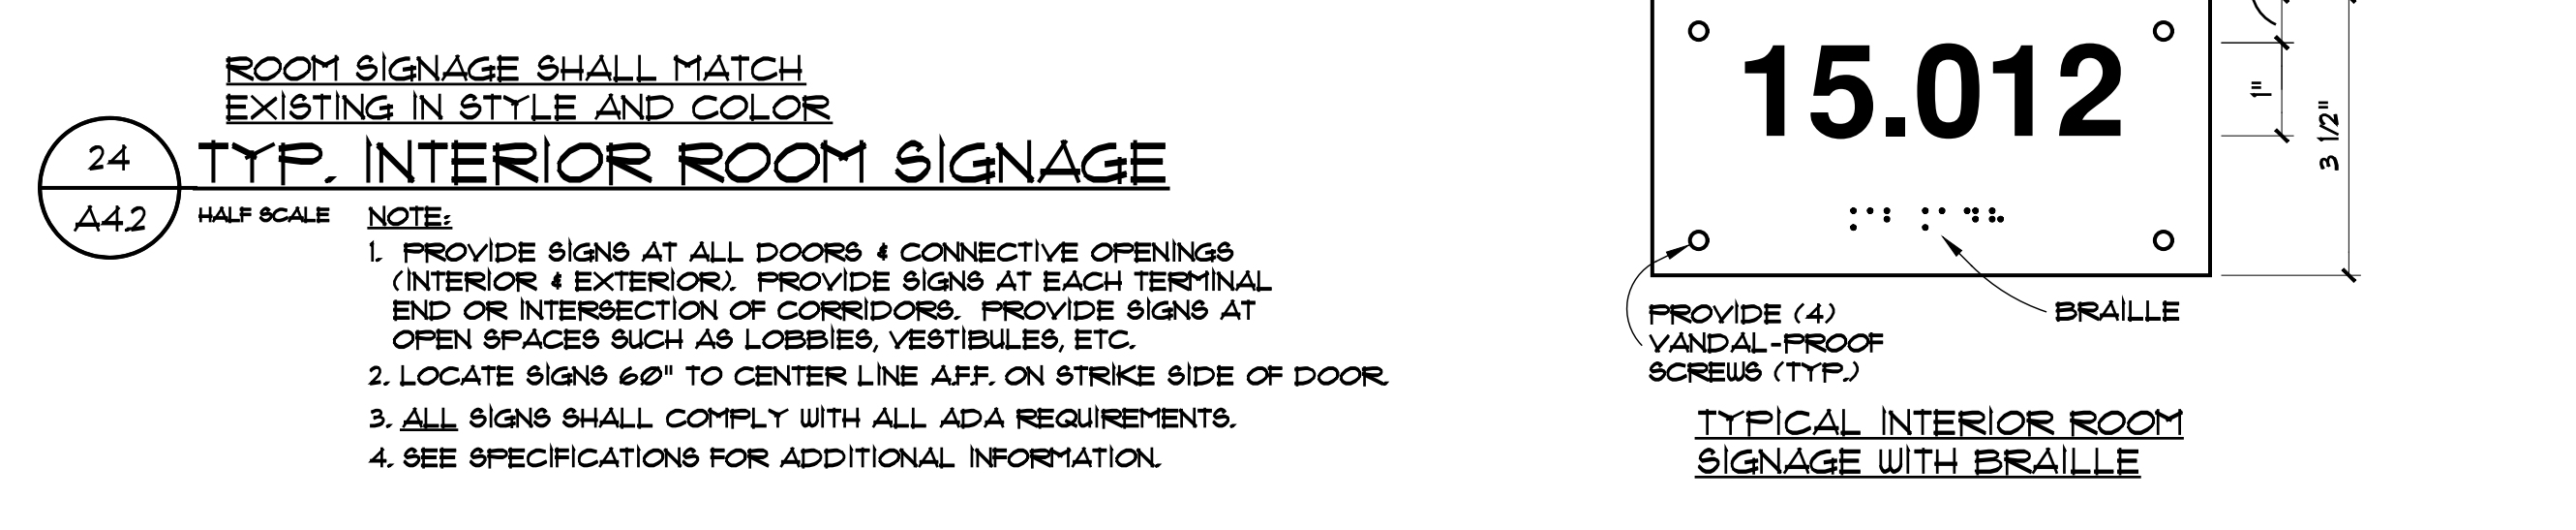 ROOM SIGNAGE SHALL MATCH
EXISTING IN STYLE AND COLOR
24
A4.2
TYP. INTERIOR ROOM SIGNAGE
HALF SCALE
NOTE:
1. PROVIDE SIGNS AT ALL DOORS & CONNECTIVE OPENINGS
(INTERIOR & EXTERIOR). PROVIDE SIGNS AT EACH TERMINAL
END OR INTERSECTION OF CORRIDORS. PROVIDE SIGNS AT
OPEN SPACES SUCH AS LOBBIES, VESTIBULES, ETC.
2. LOCATE SIGNS 60" TO CENTER LINE A.F.F. ON STRIKE SIDE OF DOOR.
3. ALL SIGNS SHALL COMPLY WITH ALL ADA REQUIREMENTS.
4. SEE SPECIFICATIONS FOR ADDITIONAL INFORMATION.
15.012
1"
3 1/2"
PROVIDE (4)
VANDAL-PROOF
SCREWS (TYP.)
BRAILLE
TYPICAL INTERIOR ROOM
SIGNAGE WITH BRAILLE